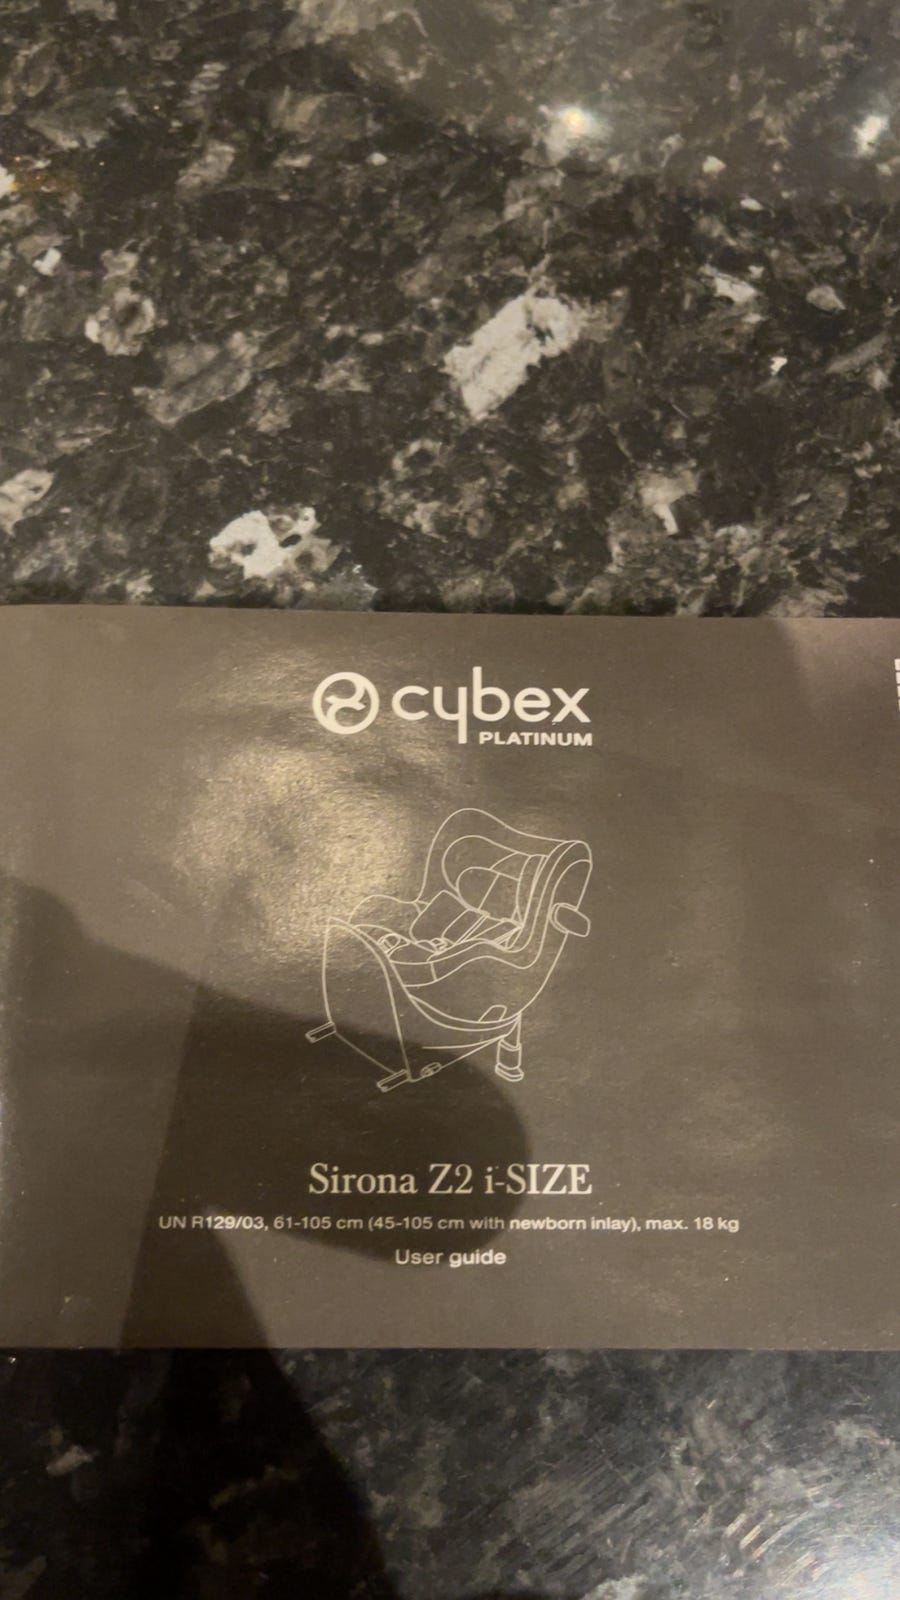 cybex
PLATINUM
Sirona Z2 i-SIZE
UN R129/03, 61-105 cm (45-105 cm with newborn inlay), max. 18 kg
User guide